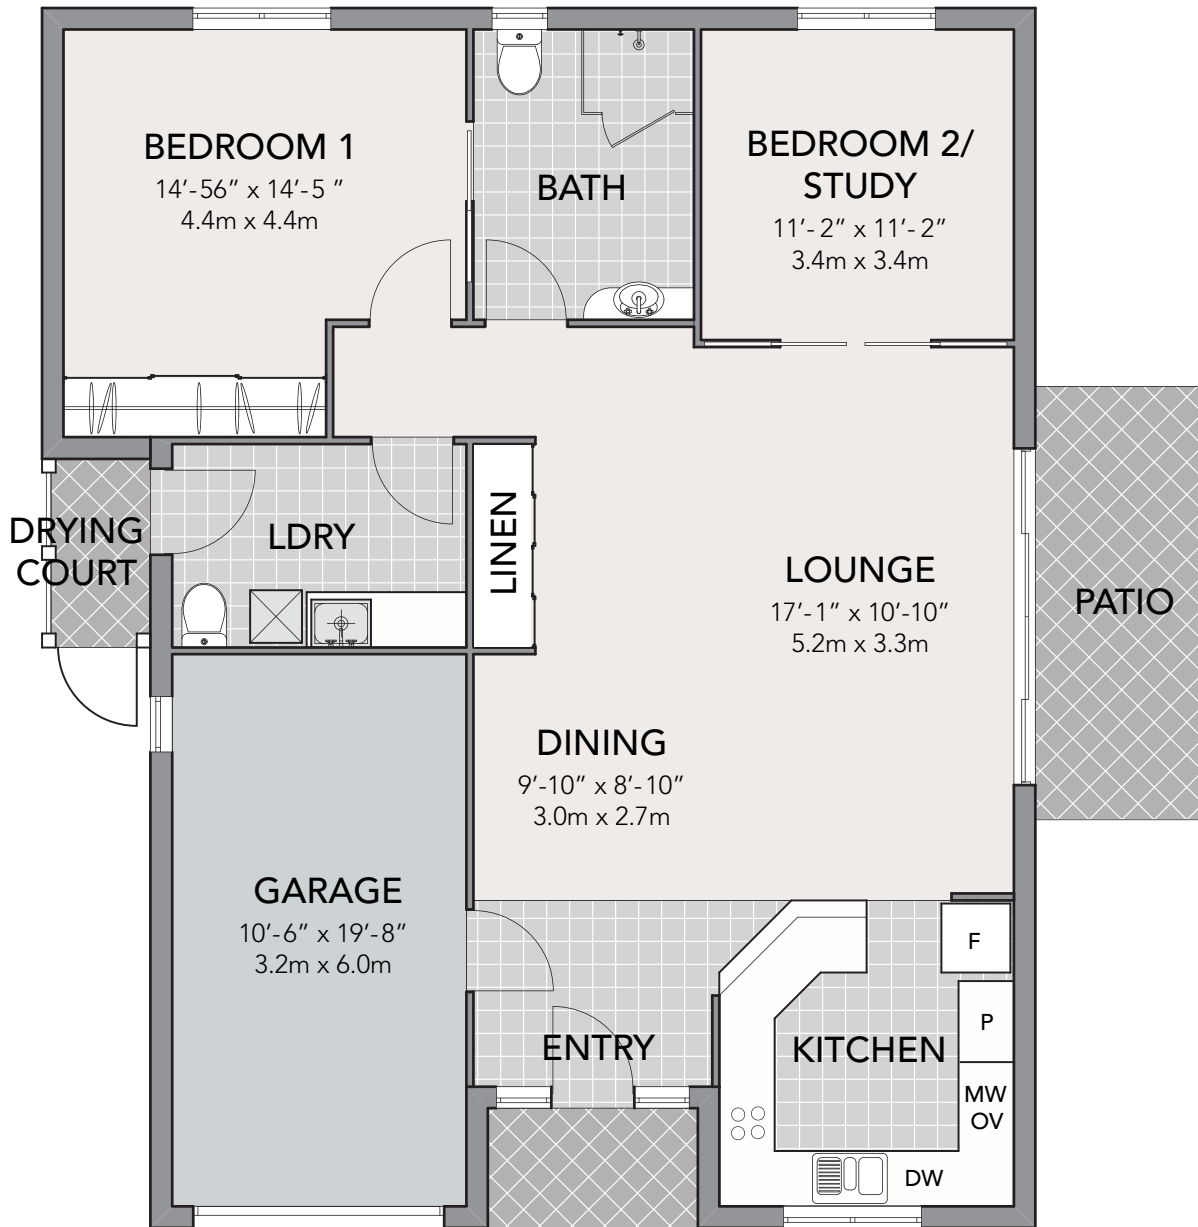 BEDROOM 1
14'-56" x 14'-5 "
4.4m x 4.4m
BATH
BEDROOM 2/
STUDY
11'- 2" x 11'- 2"
3.4m x 3.4m
DRYING
COURT
LDRY
LINEN
LOUNGE
17'-1" x 10'-10"
5.2m x 3.3m
PATIO
DINING
9'-10" x 8'-10"
3.0m x 2.7m
GARAGE
10'-6" x 19'-8"
3.2m x 6.0m
ENTRY
KITCHEN
F
P
MW
OV
DW